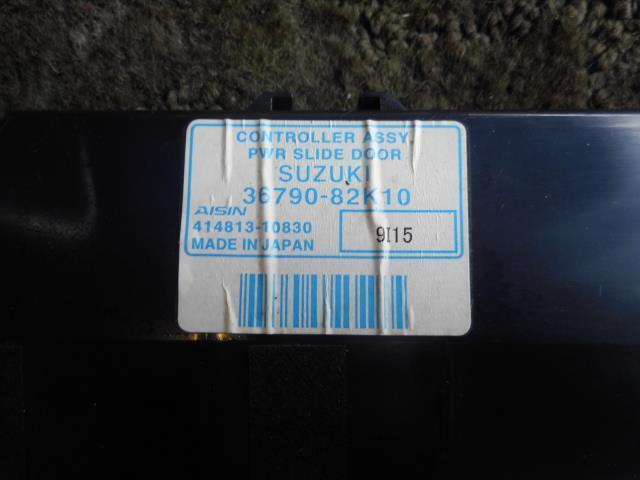 CONTROLLER ASSY.
PWR SLIDE DOOR
SUZUKI
36790-82K10
AISIN
414813-10830
MADE IN JAPAN
9I15